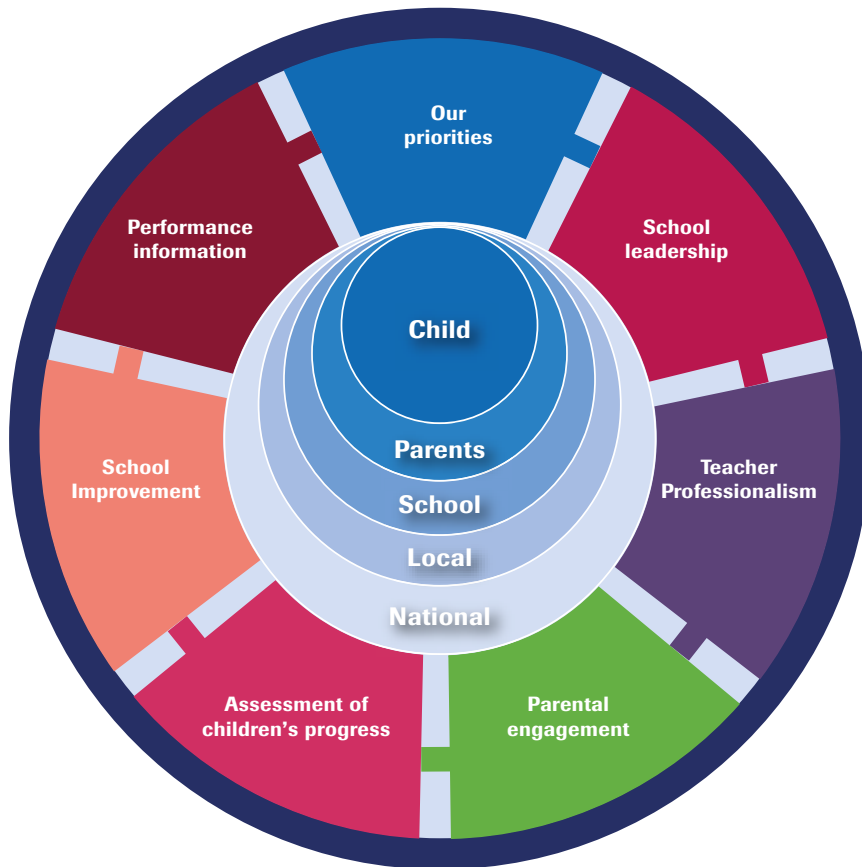 Our
priorities
School
leadership
Teacher
Professionalism
Parental
engagement
Assessment of
children's progress
School
Improvement
Performance
information
Child
Parents
School
Local
National